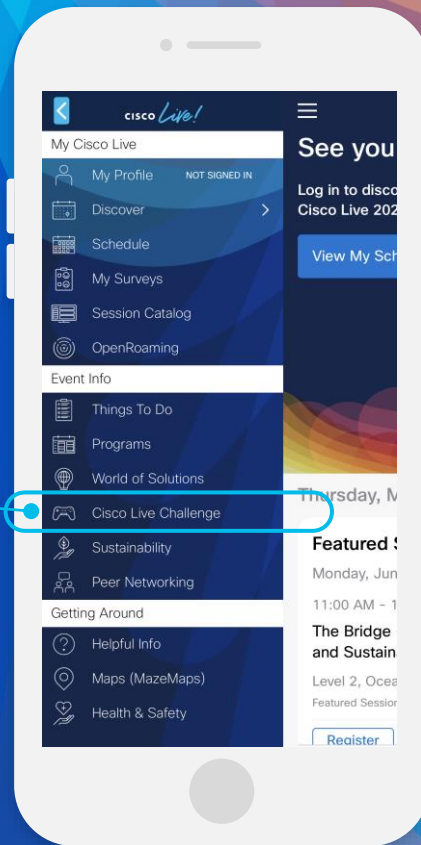 cisco Live!
My Cisco Live
My Profile NOT SIGNED IN
Discover
Schedule
My Surveys
Session Catalog
OpenRoaming
Event Info
Things To Do
Programs
World of Solutions
Cisco Live Challenge
Sustainability
Peer Networking
Getting Around
Helpful Info
Maps (MazeMaps)
Health & Safety
See you
Log in to disco
Cisco Live 202
View My Sch
Thursday, M
Featured S
Monday, Jun
11:00 AM - 1
The Bridge
and Sustain
Level 2, Ocea
Featured Session
Register